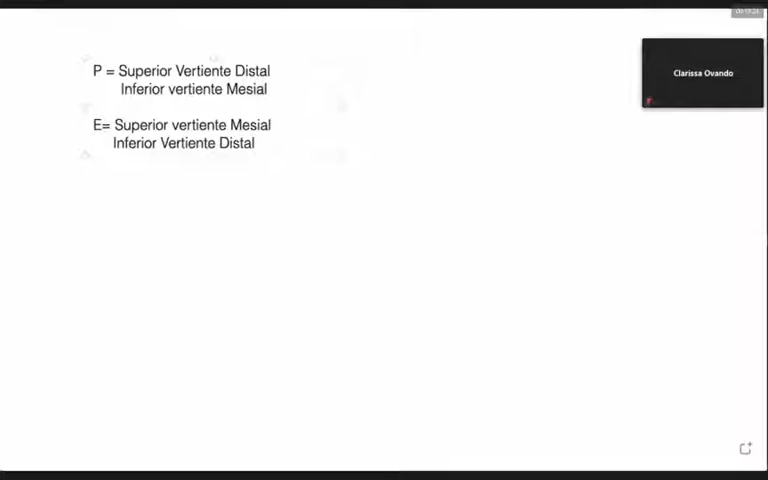 P = Superior Vertiente Distal
Inferior vertiente Mesial
E= Superior vertiente Mesial
Inferior Vertiente Distal
Clarissa Ovando